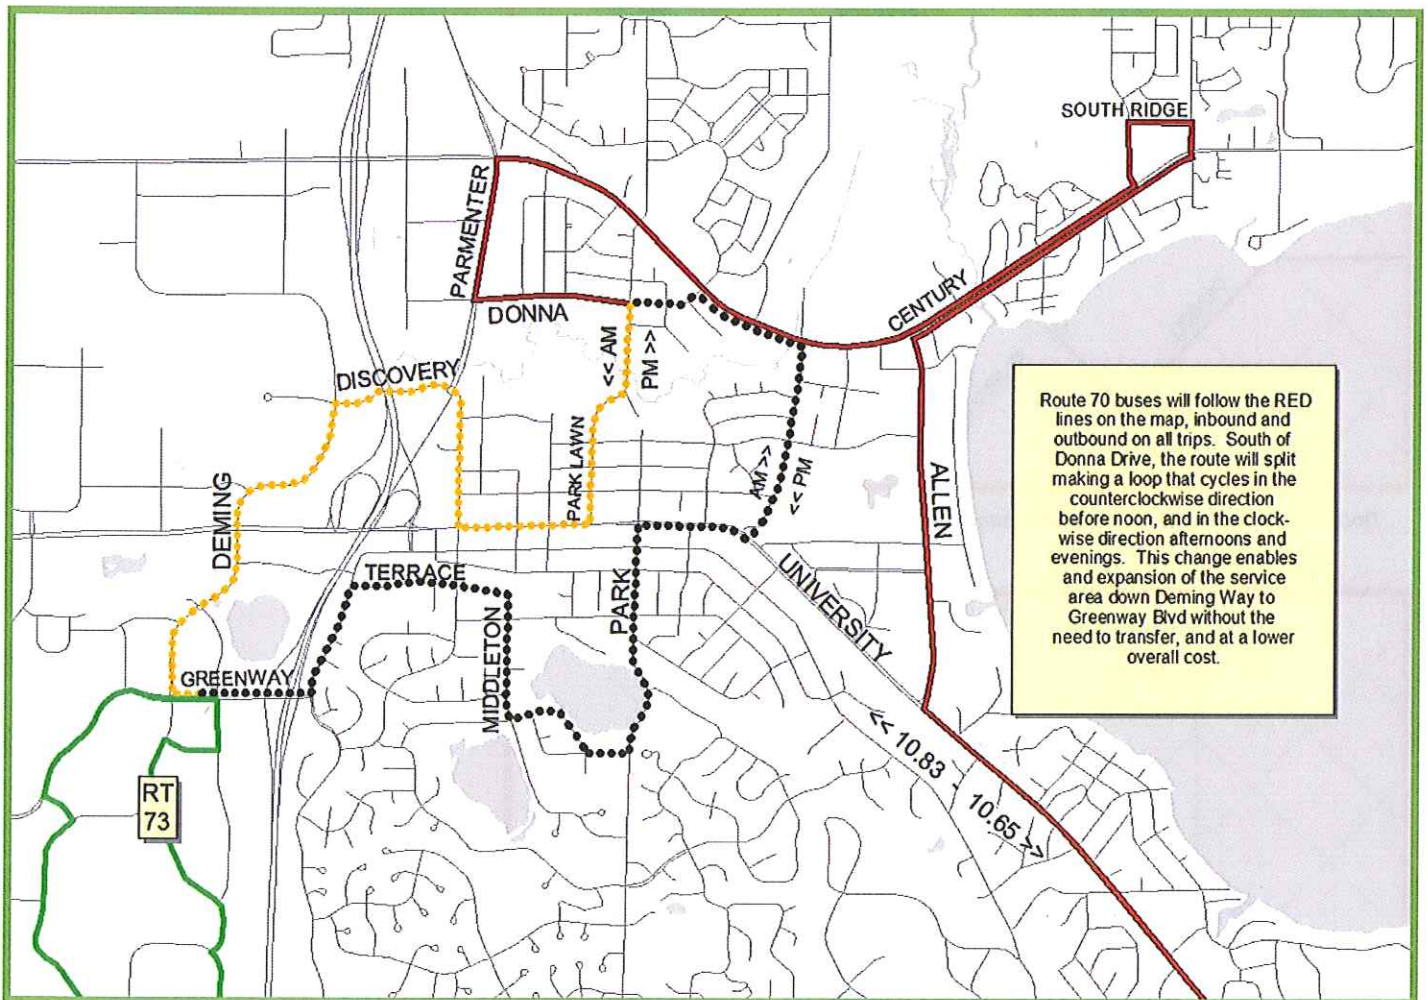 SOUTH RIDGE
PARMENTER
CENTURY
DONNA
<< AM
PM >>
DISCOVERY
PARK LAWN
AM >>
<< PM
ALLEN
DEMING
TERRACE
MIDDLETON
PARK
UNIVERSITY
GREENWAY
<< 10.83 - 10.65 >>
RT
73
Route 70 buses will follow the RED
lines on the map, inbound and
outbound on all trips. South of
Donna Drive, the route will split
making a loop that cycles in the
counterclockwise direction
before noon, and in the clock-
wise direction afternoons and
evenings. This change enables
and expansion of the service
area down Deming Way to
Greenway Blvd without the
need to transfer, and at a lower
overall cost.